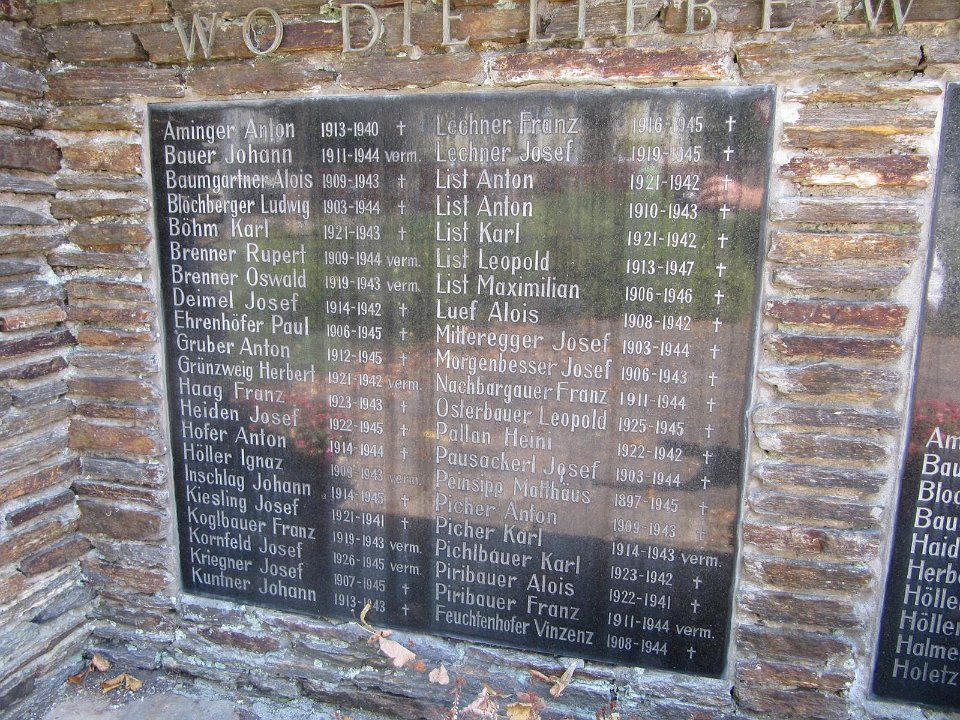 WO DIE LIEBE W
Aminger Anton 1913-1940 †
Bauer Johann 1911-1944 verm.
Baumgartner Alois 1909-1943 †
Blochberger Ludwig 1903-1944 †
Böhm Karl 1921-1943 †
Brenner Rupert 1909-1944 verm.
Brenner Oswald 1919-1943 verm.
Deimel Josef 1914-1942 †
Ehrenhöfer Paul 1906-1945 †
Gruber Anton 1912-1945 †
Grünzweig Herbert 1921-1942 verm.
Haag Franz 1923-1943 †
Heiden Josef 1922-1945 †
Hofer Anton 1914-1944 †
Höller Ignaz 1909-1943 verm.
Inschlag Johann 1914-1945 †
Kiesling Josef 1921-1941 †
Koglbauer Franz 1919-1943 verm.
Kornfeld Josef 1926-1945 verm.
Kriegner Josef 1907-1945 †
Kuntner Johann 1913-1943 †
Lechner Franz 1916-1945 †
Lechner Josef 1919-1945 †
List Anton 1921-1942 †
List Anton 1910-1943 †
List Karl 1921-1942 †
List Leopold 1913-1947 †
List Maximilian 1906-1946 †
Luef Alois 1908-1942 †
Mitteregger Josef 1903-1944 †
Morgenbesser Josef 1906-1943 †
Nachbargauer Franz 1911-1944 †
Osterbauer Leopold 1925-1945 †
Pallan Heini 1922-1942 †
Pausackerl Josef 1903-1944 †
Peinsipp Matthäus 1897-1945 †
Picher Anton 1909-1943 †
Picher Karl 1914-1943 verm.
Pichlbauer Karl 1923-1942 †
Piribauer Alois 1922-1941 †
Piribauer Franz 1911-1944 verm.
Feuchtenhofer Vinzenz 1908-1944 †
Am
Bau
Bloc
Bau
Haid
Herb
Hölle
Hölle
Halme
Holetz